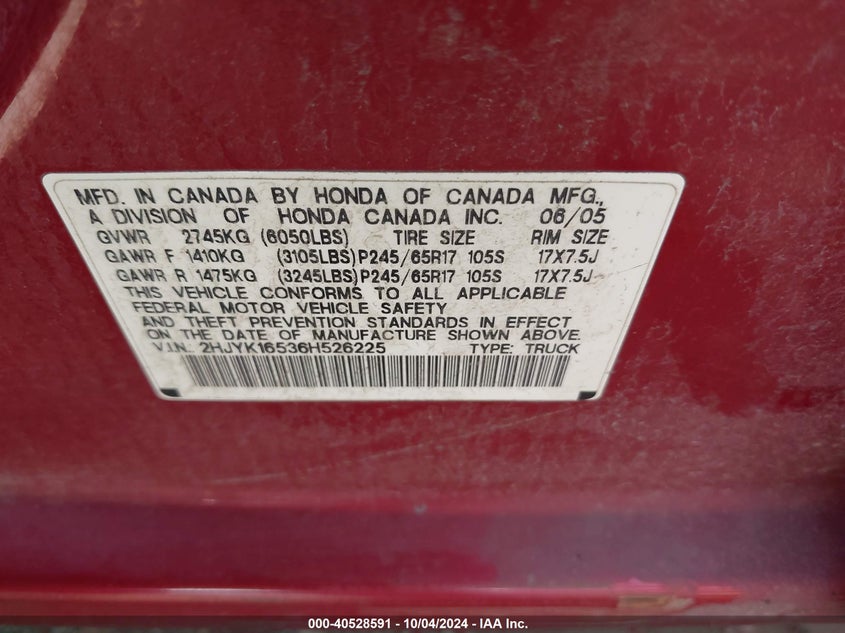 MFD. IN CANADA BY HONDA OF CANADA MFG.,
A DIVISION OF HONDA CANADA INC. 06/05
GVWR 2745KG (6050LBS) TIRE SIZE RIM SIZE
GAWR F 1410KG (3105LBS) P245/65R17 105S 17X7.5J
GAWR R 1475KG (3245LBS) P245/65R17 105S 17X7.5J
THIS VEHICLE CONFORMS TO ALL APPLICABLE
FEDERAL MOTOR VEHICLE SAFETY
AND THEFT PREVENTION STANDARDS IN EFFECT
ON THE DATE OF MANUFACTURE SHOWN ABOVE.
V.I.N.: 2HJYK16536H526225 TYPE: TRUCK
000-40528591 - 10/04/2024 - IAA Inc.